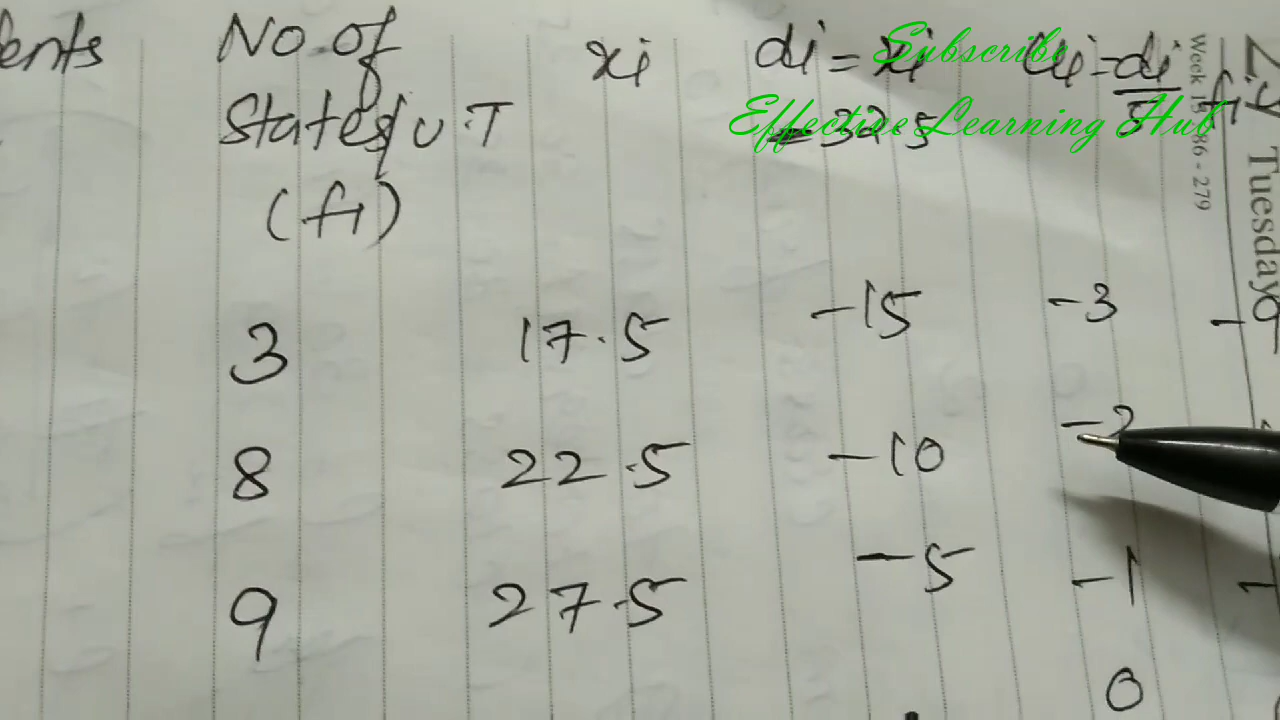 ents No. of xi di = xi ui = di
States/U.T - 32.5 5 fi
(fi)
3 17.5 -15 -3 -
8 22.5 -10 -2
9 27.5 -5 -1 -
0
Subscribe
Effective Learning Hub
Tuesday